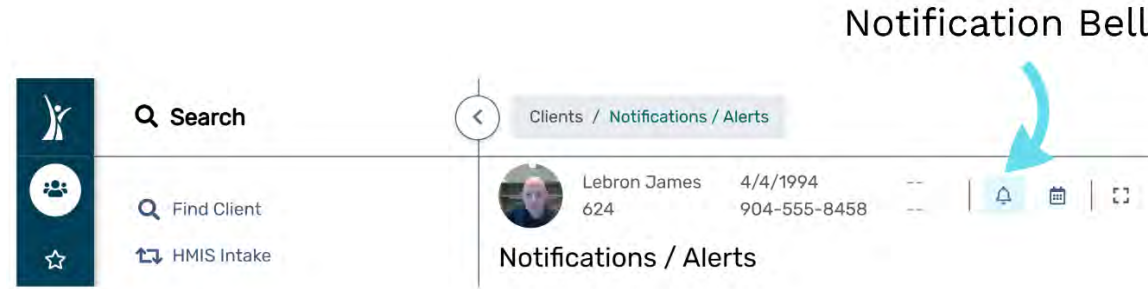 Notification Bell
Search
Clients / Notifications / Alerts
Find Client
HMIS Intake
Lebron James 4/4/1994 --
624 904-555-8458 --
Notifications / Alerts